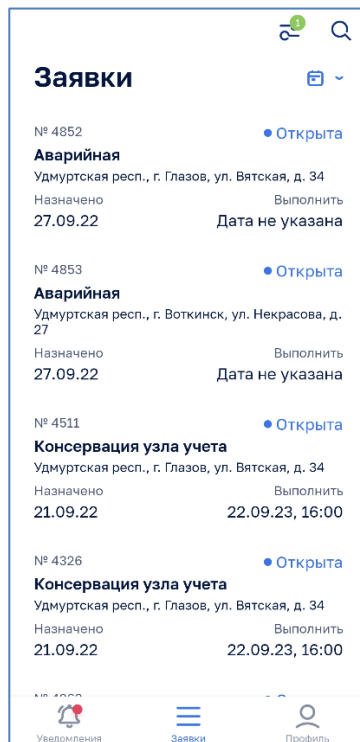 1
Заявки
№ 4852
Открыта
Аварийная
Удмуртская респ., г. Глазов, ул. Вятская, д. 34
Назначено Выполнить
27.09.22 Дата не указана
№ 4853
Открыта
Аварийная
Удмуртская респ., г. Воткинск, ул. Некрасова, д.
27
Назначено Выполнить
27.09.22 Дата не указана
№ 4511
Открыта
Консервация узла учета
Удмуртская респ., г. Глазов, ул. Вятская, д. 34
Назначено Выполнить
21.09.22 22.09.23, 16:00
№ 4326
Открыта
Консервация узла учета
Удмуртская респ., г. Глазов, ул. Вятская, д. 34
Назначено Выполнить
21.09.22 22.09.23, 16:00
Уведомления Заявки Профиль